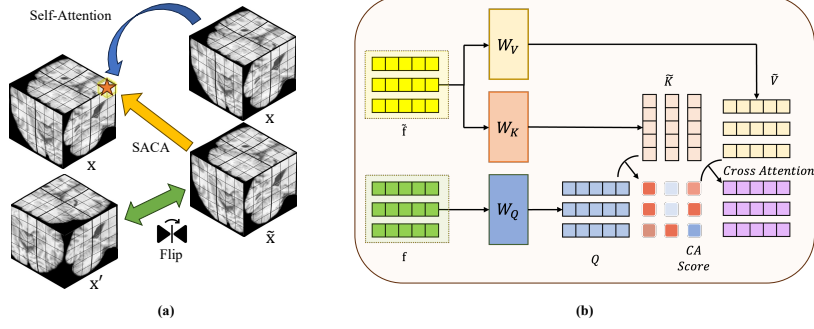 Self-Attention
x
x
SACA
x̃
Flip
x′
(a)
W_V
W_K
W_Q
f̃
f
K̃
Ṽ
Cross Attention
Q
CA
Score
(b)